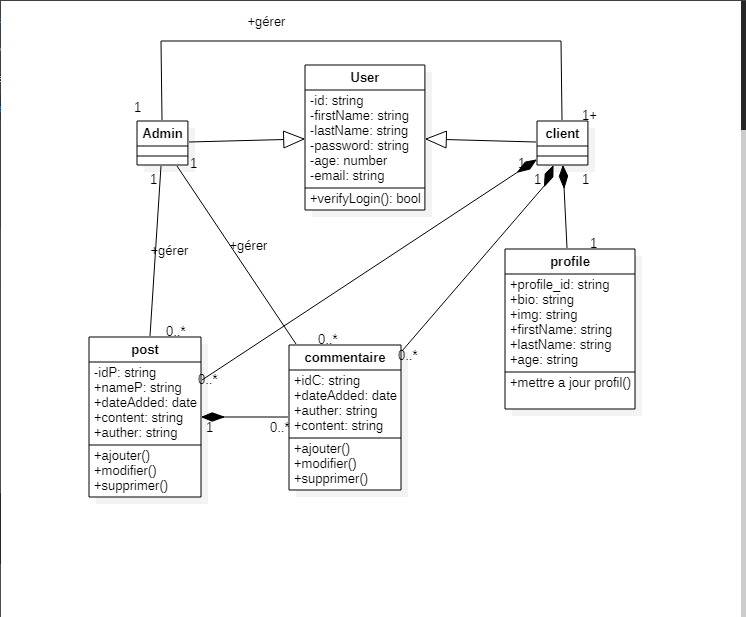 +gérer
User
-id: string
-firstName: string
-lastName: string
-password: string
-age: number
-email: string
+verifyLogin(): bool
1
Admin
1
1
1+
client
1
1
1
+gérer
+gérer
1
profile
+profile_id: string
+bio: string
+img: string
+firstName: string
+lastName: string
+age: string
+mettre a jour profil()
0..*
post
-idP: string
+nameP: string
+dateAdded: date
+content: string
+auther: string
+ajouter()
+modifier()
+supprimer()
0..*
1
0..*
0..*
0..*
commentaire
+idC: string
+dateAdded: date
+auther: string
+content: string
+ajouter()
+modifier()
+supprimer()